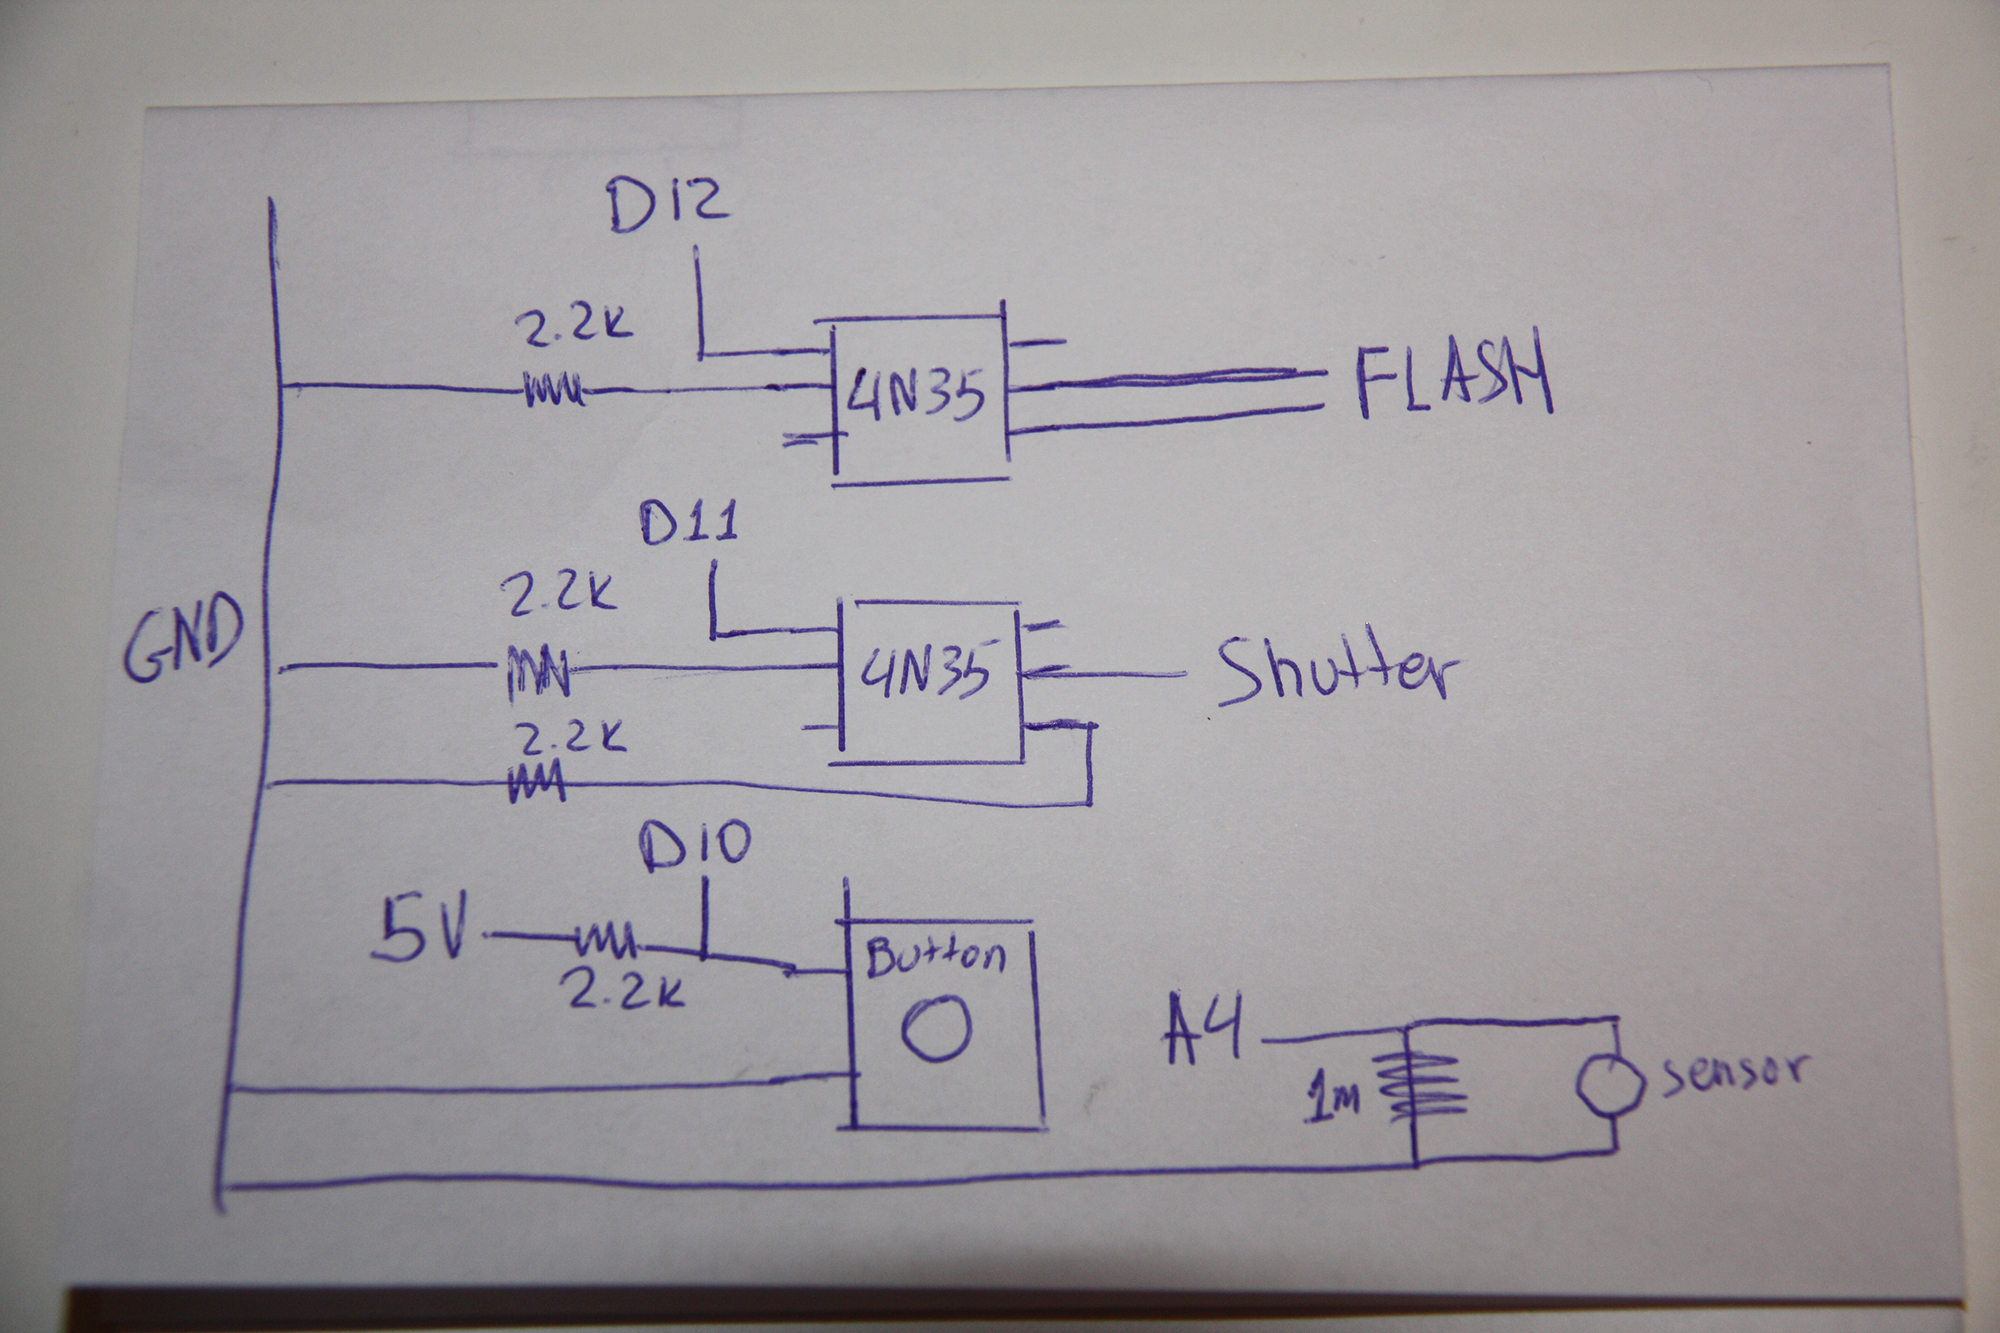 D12
2.2K
4N35
FLASH
D11
2.2K
GND
4N35
Shutter
2.2K
D10
5V
Button
2.2K
A4
1m
sensor